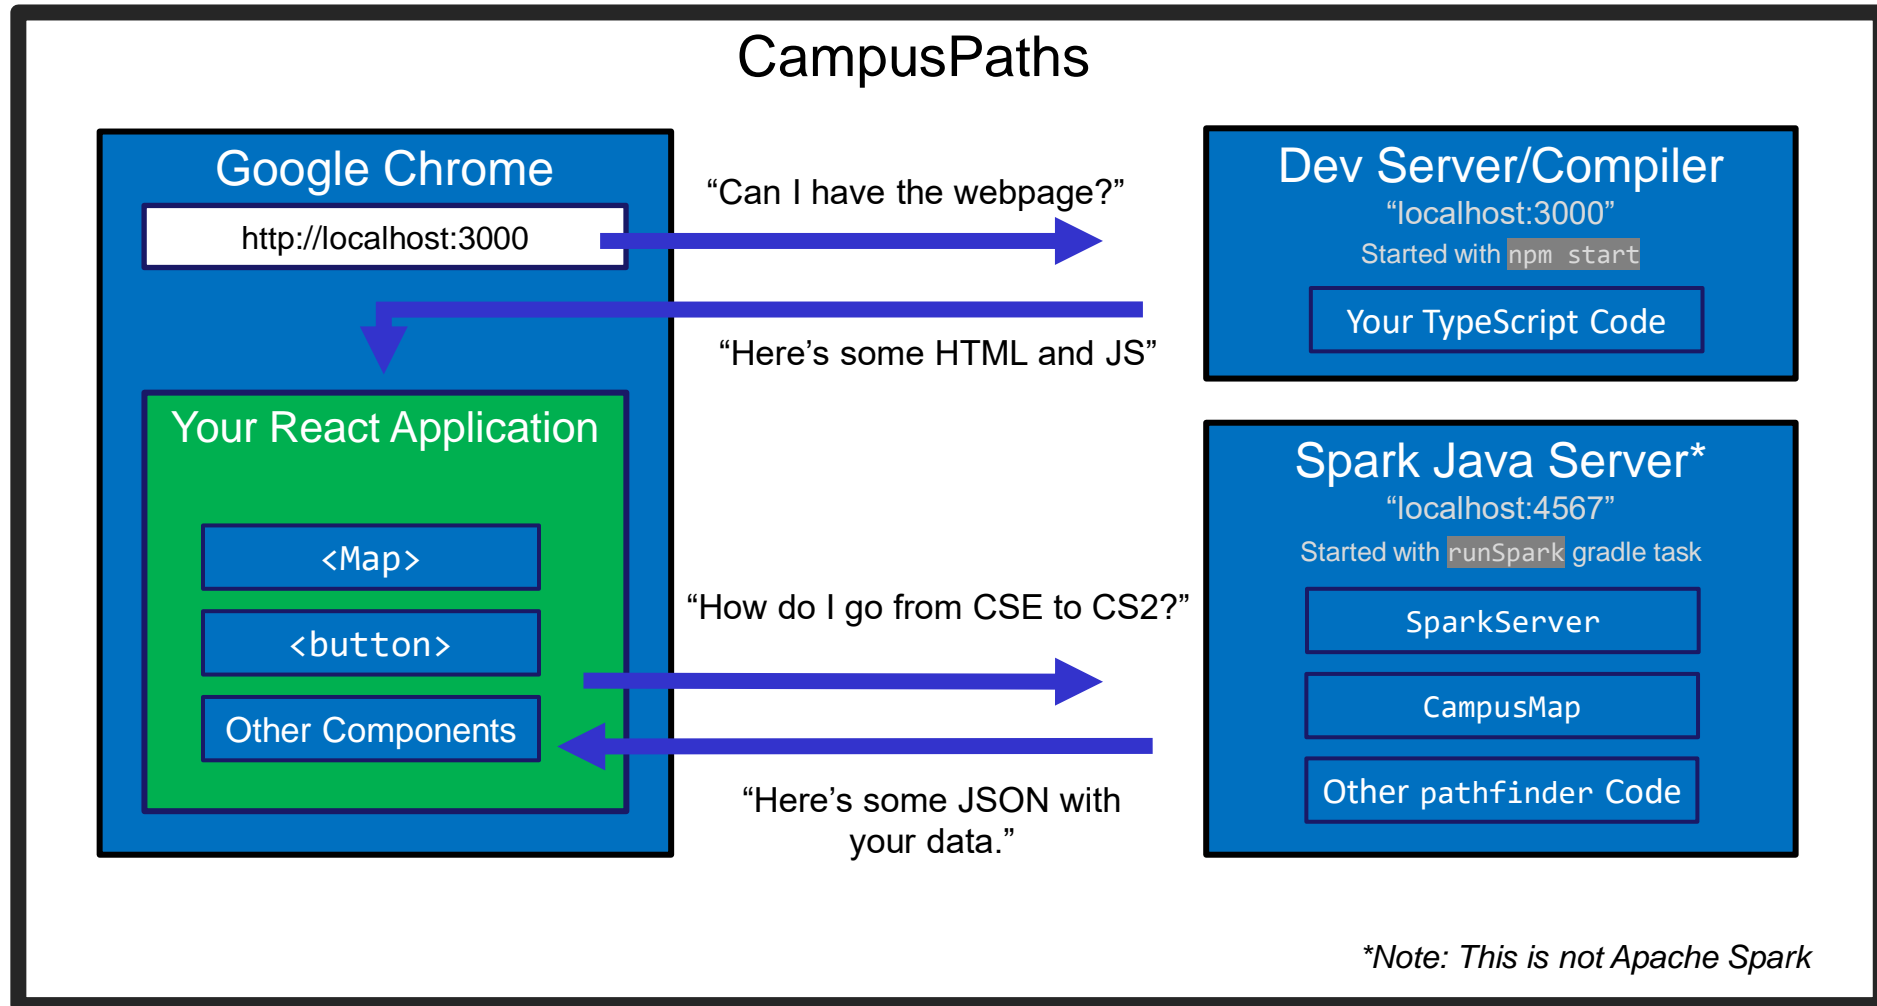 CampusPaths
Google Chrome
http://localhost:3000
“Can I have the webpage?”
“Here’s some HTML and JS”
Dev Server/Compiler
“localhost:3000”
Started with npm start
Your TypeScript Code
Your React Application
<Map>
<button>
Other Components
“How do I go from CSE to CS2?”
“Here’s some JSON with
your data.”
Spark Java Server*
“localhost:4567”
Started with runSpark gradle task
SparkServer
CampusMap
Other pathfinder Code
*Note: This is not Apache Spark